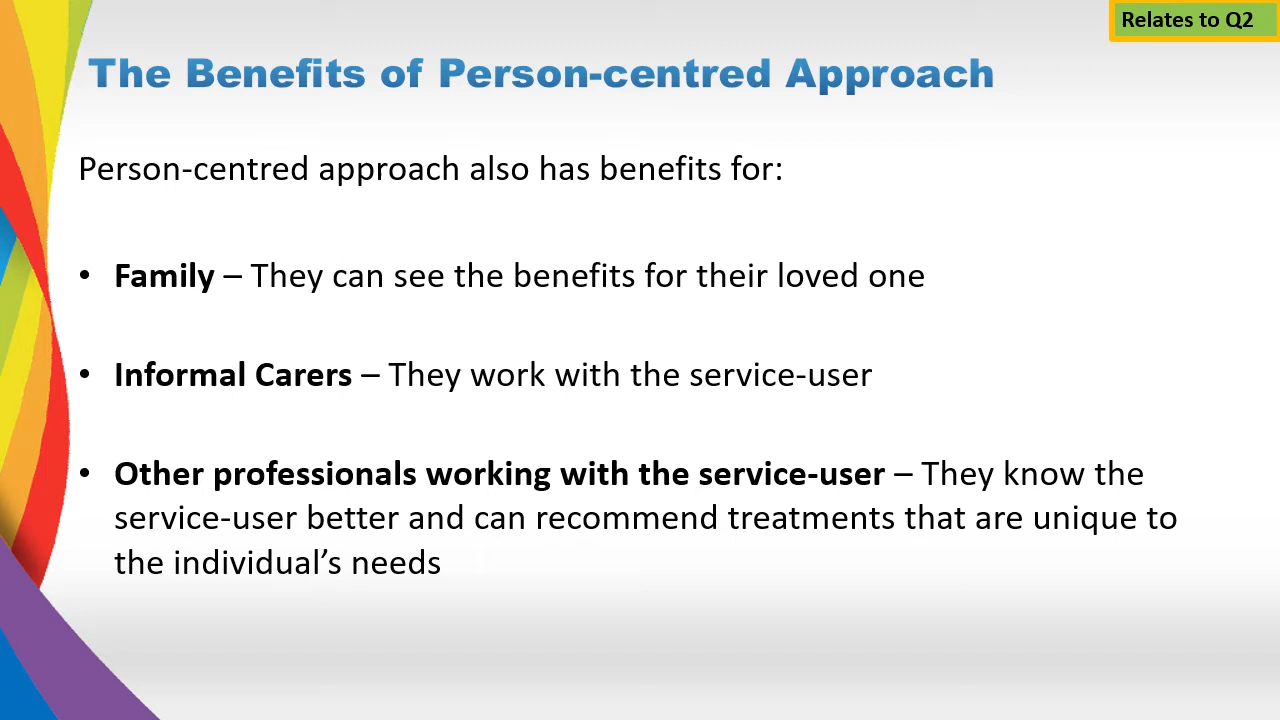 Relates to Q2
The Benefits of Person-centred Approach
Person-centred approach also has benefits for:
• Family – They can see the benefits for their loved one
• Informal Carers – They work with the service-user
• Other professionals working with the service-user – They know the
service-user better and can recommend treatments that are unique to
the individual’s needs